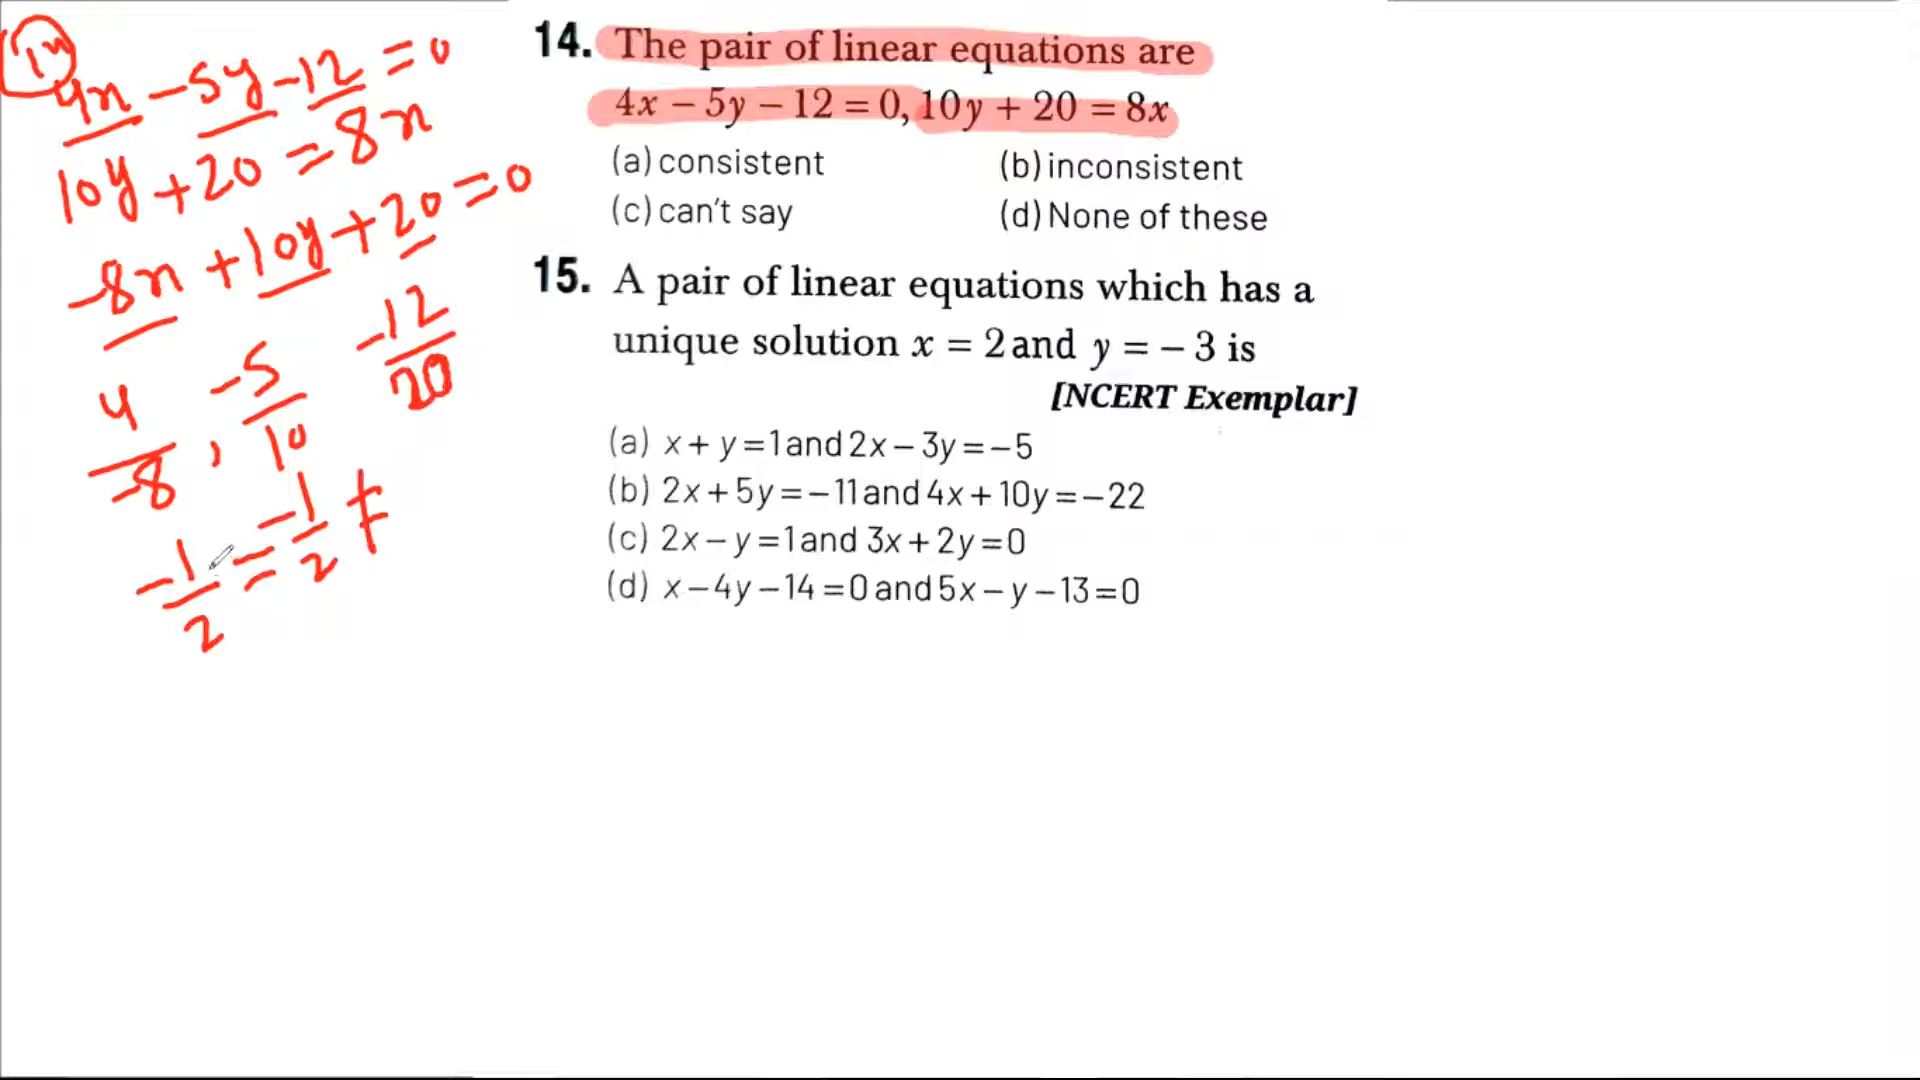 14
4x - 5y - 12 = 0
10y + 20 = 8x
-8x + 10y + 20 = 0
4/-8 , -5/10 -12/20
-1/2 = -1/2 ≠
14. The pair of linear equations are
4x – 5y – 12 = 0, 10y + 20 = 8x
(a) consistent (b) inconsistent
(c) can't say (d) None of these
15. A pair of linear equations which has a
unique solution x = 2 and y = – 3 is
[NCERT Exemplar]
(a) x + y = 1 and 2x – 3y = –5
(b) 2x + 5y = –11 and 4x + 10y = –22
(c) 2x – y = 1 and 3x + 2y = 0
(d) x – 4y – 14 = 0 and 5x – y – 13 = 0